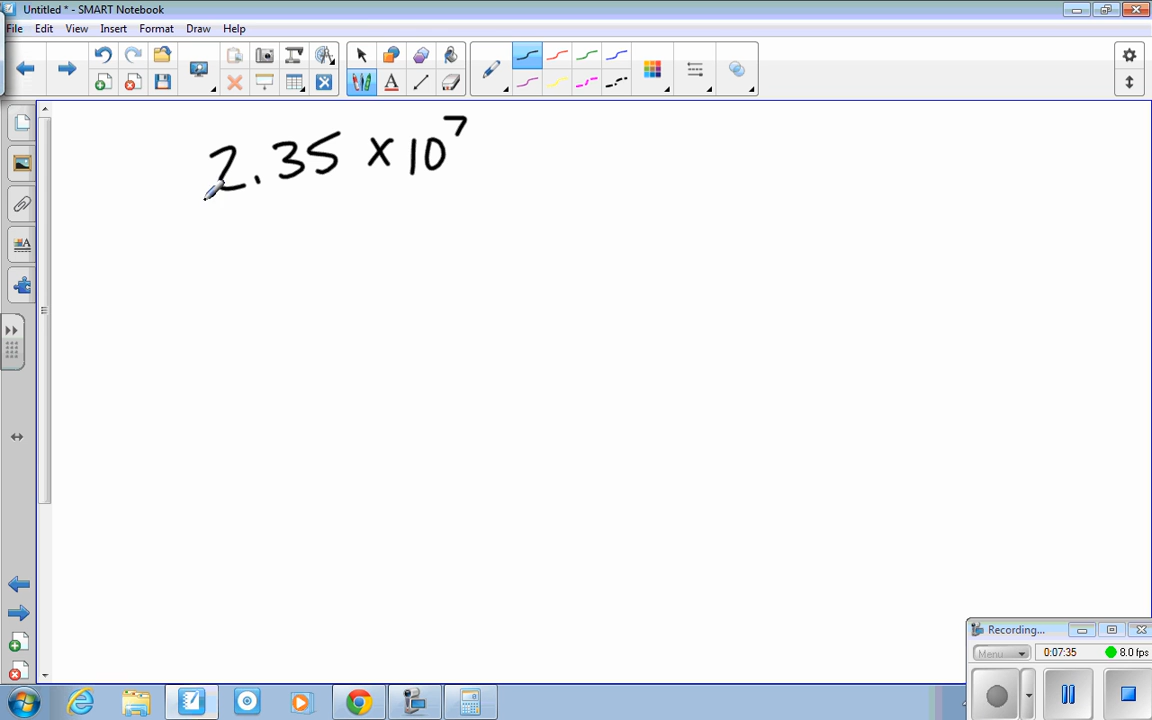 Untitled * - SMART Notebook
File Edit View Insert Format Draw Help
2.35 x 10⁷
Recording...
Menu 0:07:35 8.0 fps